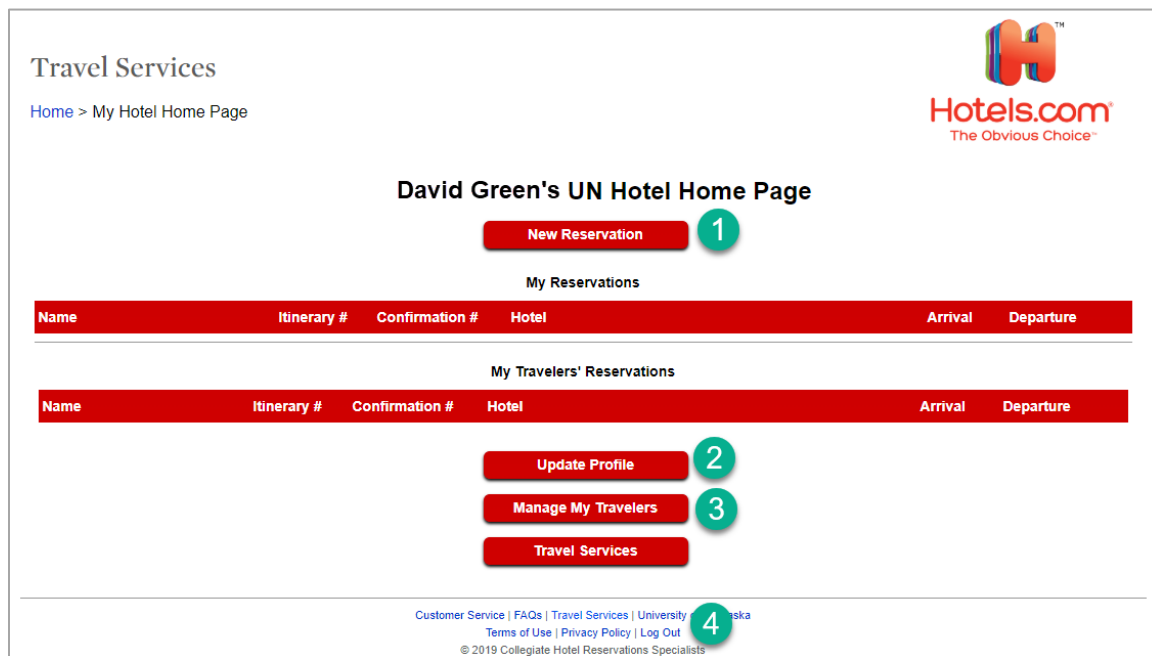 Travel Services
Home > My Hotel Home Page
H™
Hotels.com®
The Obvious Choice™
David Green's UN Hotel Home Page
New Reservation
1
My Reservations
Name Itinerary # Confirmation # Hotel Arrival Departure
My Travelers' Reservations
Name Itinerary # Confirmation # Hotel Arrival Departure
Update Profile
2
Manage My Travelers
3
Travel Services
Customer Service | FAQs | Travel Services | University
4
Terms of Use | Privacy Policy | Log Out
© 2019 Collegiate Hotel Reservations Specialists